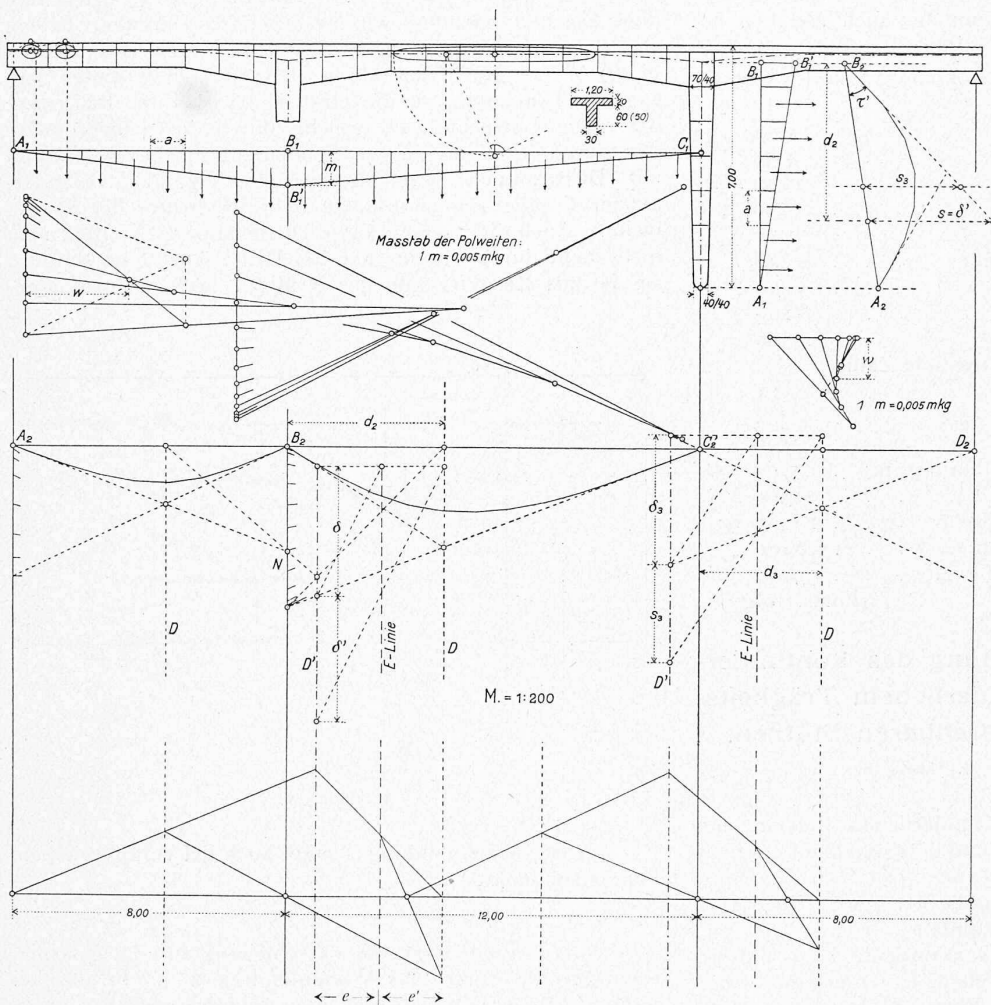 70/40
B₁
B₁'
B₂
1,20
20
60 (50)
30
τ'
d₂
A₁
a
B₁
C₁
m
B₁'
7,00
s₃
a
s = δ'
Masstab der Polweiten:
1 m = 0,005 mkg
w
A₁
A₂
40/40
w
1 m = 0,005 mkg
A₂
B₂
d₂
C₂
D₂
δ
δ₃
N
d₃
δ'
s₃
D
D'
E-Linie
D
D'
E-Linie
D
M. = 1:200
8,00
12,00
8,00
e
e'